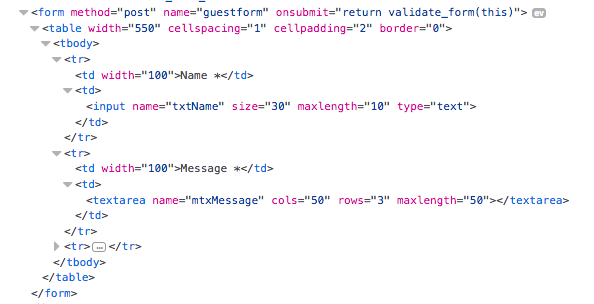 <form method="post" name="guestform" onsubmit="return validate_form(this)"> ev
<table width="550" cellspacing="1" cellpadding="2" border="0">
<tbody>
<tr>
<td width="100">Name *</td>
<td>
<input name="txtName" size="30" maxlength="10" type="text">
</td>
</tr>
<tr>
<td width="100">Message *</td>
<td>
<textarea name="mtxMessage" cols="50" rows="3" maxlength="50"></textarea>
</td>
</tr>
<tr>…</tr>
</tbody>
</table>
</form>